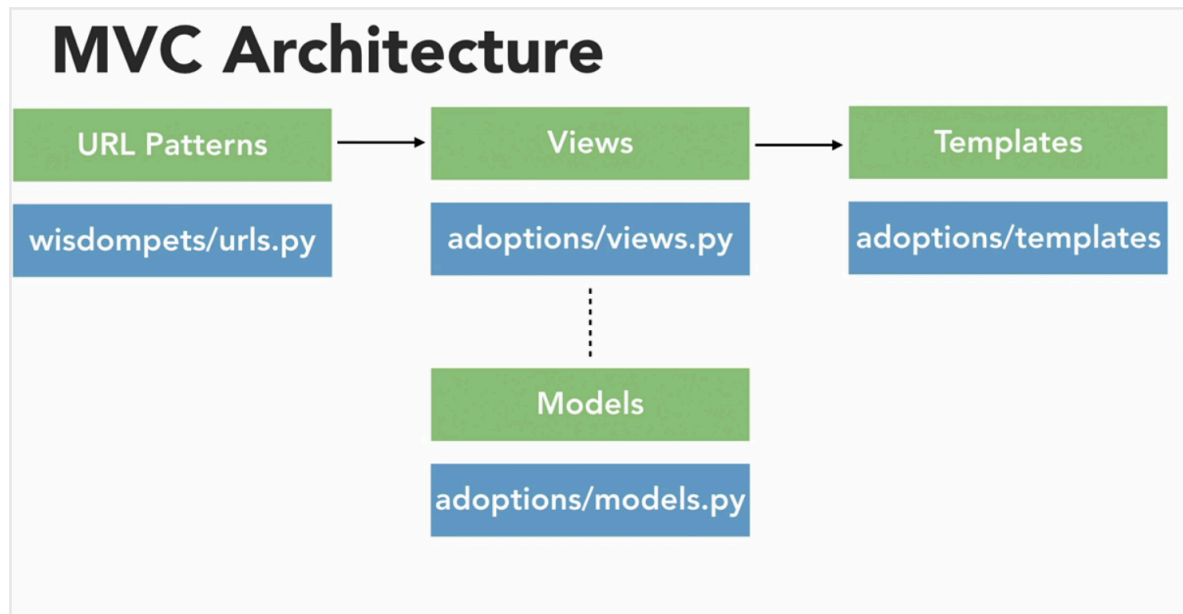 MVC Architecture
URL Patterns
Views
Templates
wisdompets/urls.py
adoptions/views.py
adoptions/templates
Models
adoptions/models.py